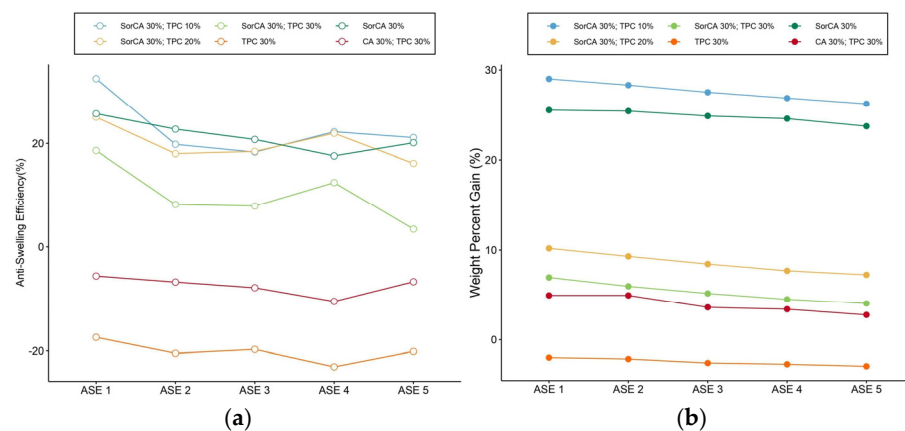 SorCA 30%; TPC 10% SorCA 30%; TPC 30% SorCA 30%
SorCA 30%; TPC 20% TPC 30% CA 30%; TPC 30%
Anti-Swelling Efficiency(%)
20
0
-20
ASE 1 ASE 2 ASE 3 ASE 4 ASE 5
(a)
SorCA 30%; TPC 10% SorCA 30%; TPC 30% SorCA 30%
SorCA 30%; TPC 20% TPC 30% CA 30%; TPC 30%
Weight Percent Gain (%)
30
20
10
0
ASE 1 ASE 2 ASE 3 ASE 4 ASE 5
(b)